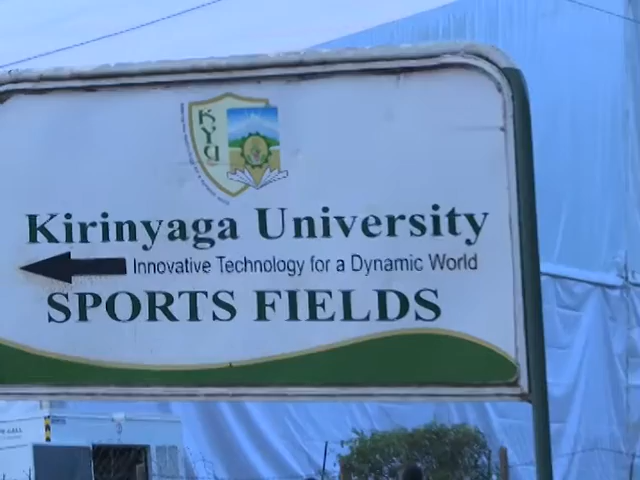 KYU
Kirinyaga University
Innovative Technology for a Dynamic World
SPORTS FIELDS